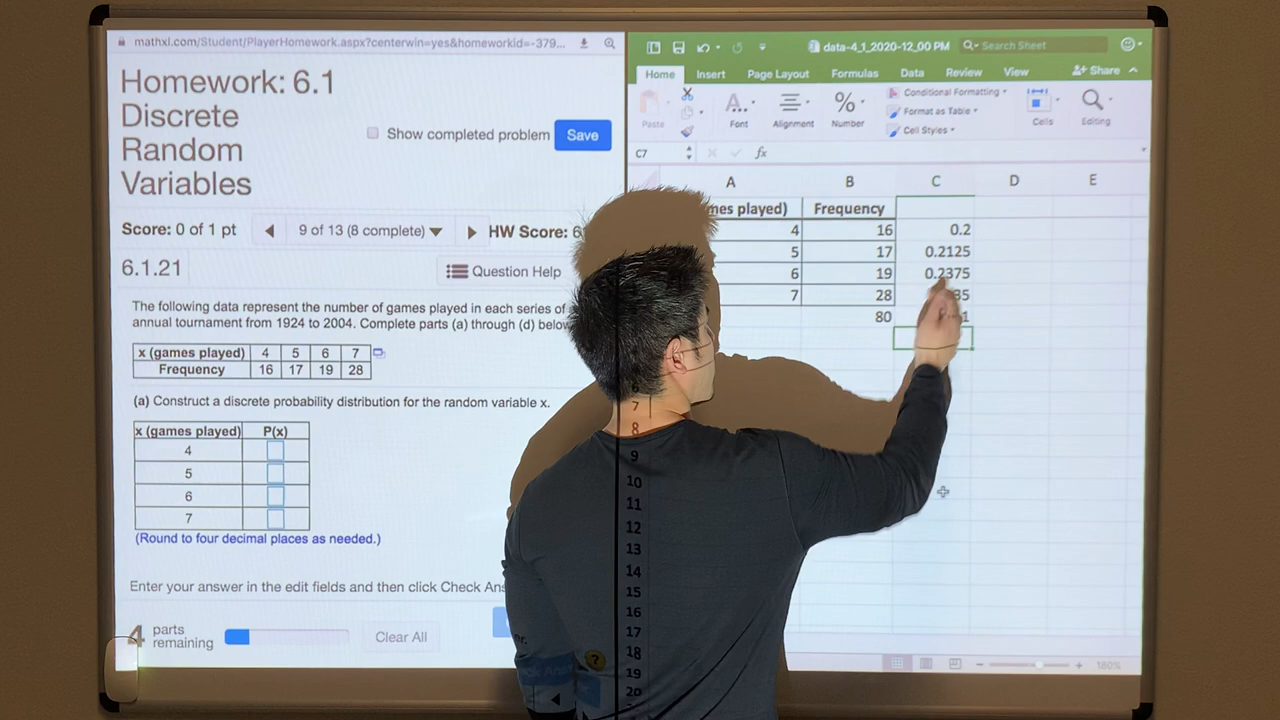 mathxl.com/Student/PlayerHomework.aspx?centerwin=yes&homeworkid=-379...
Homework: 6.1
Discrete
Random
Variables
Show completed problem
Save
Score: 0 of 1 pt
9 of 13 (8 complete)
HW Score: 6
6.1.21
Question Help
The following data represent the number of games played in each series of
annual tournament from 1924 to 2004. Complete parts (a) through (d) below
x (games played) 4 5 6 7
Frequency 16 17 19 28
(a) Construct a discrete probability distribution for the random variable x.
x (games played) P(x)
4
5
6
7
(Round to four decimal places as needed.)
Enter your answer in the edit fields and then click Check Ans
4 parts
remaining
Clear All
data-4_1_2020-12_00 PM
Search Sheet
Home Insert Page Layout Formulas Data Review View
Share
Paste
Font
Alignment
%
Number
Conditional Formatting
Format as Table
Cell Styles
Cells
Editing
C7
fx
A B C D E
mes played) Frequency
4 16 0.2
5 17 0.2125
6 19 0.2375
7 28 35
80 1
6
7
8
9
10
11
12
13
14
15
16
17
18
19
20
?
180%